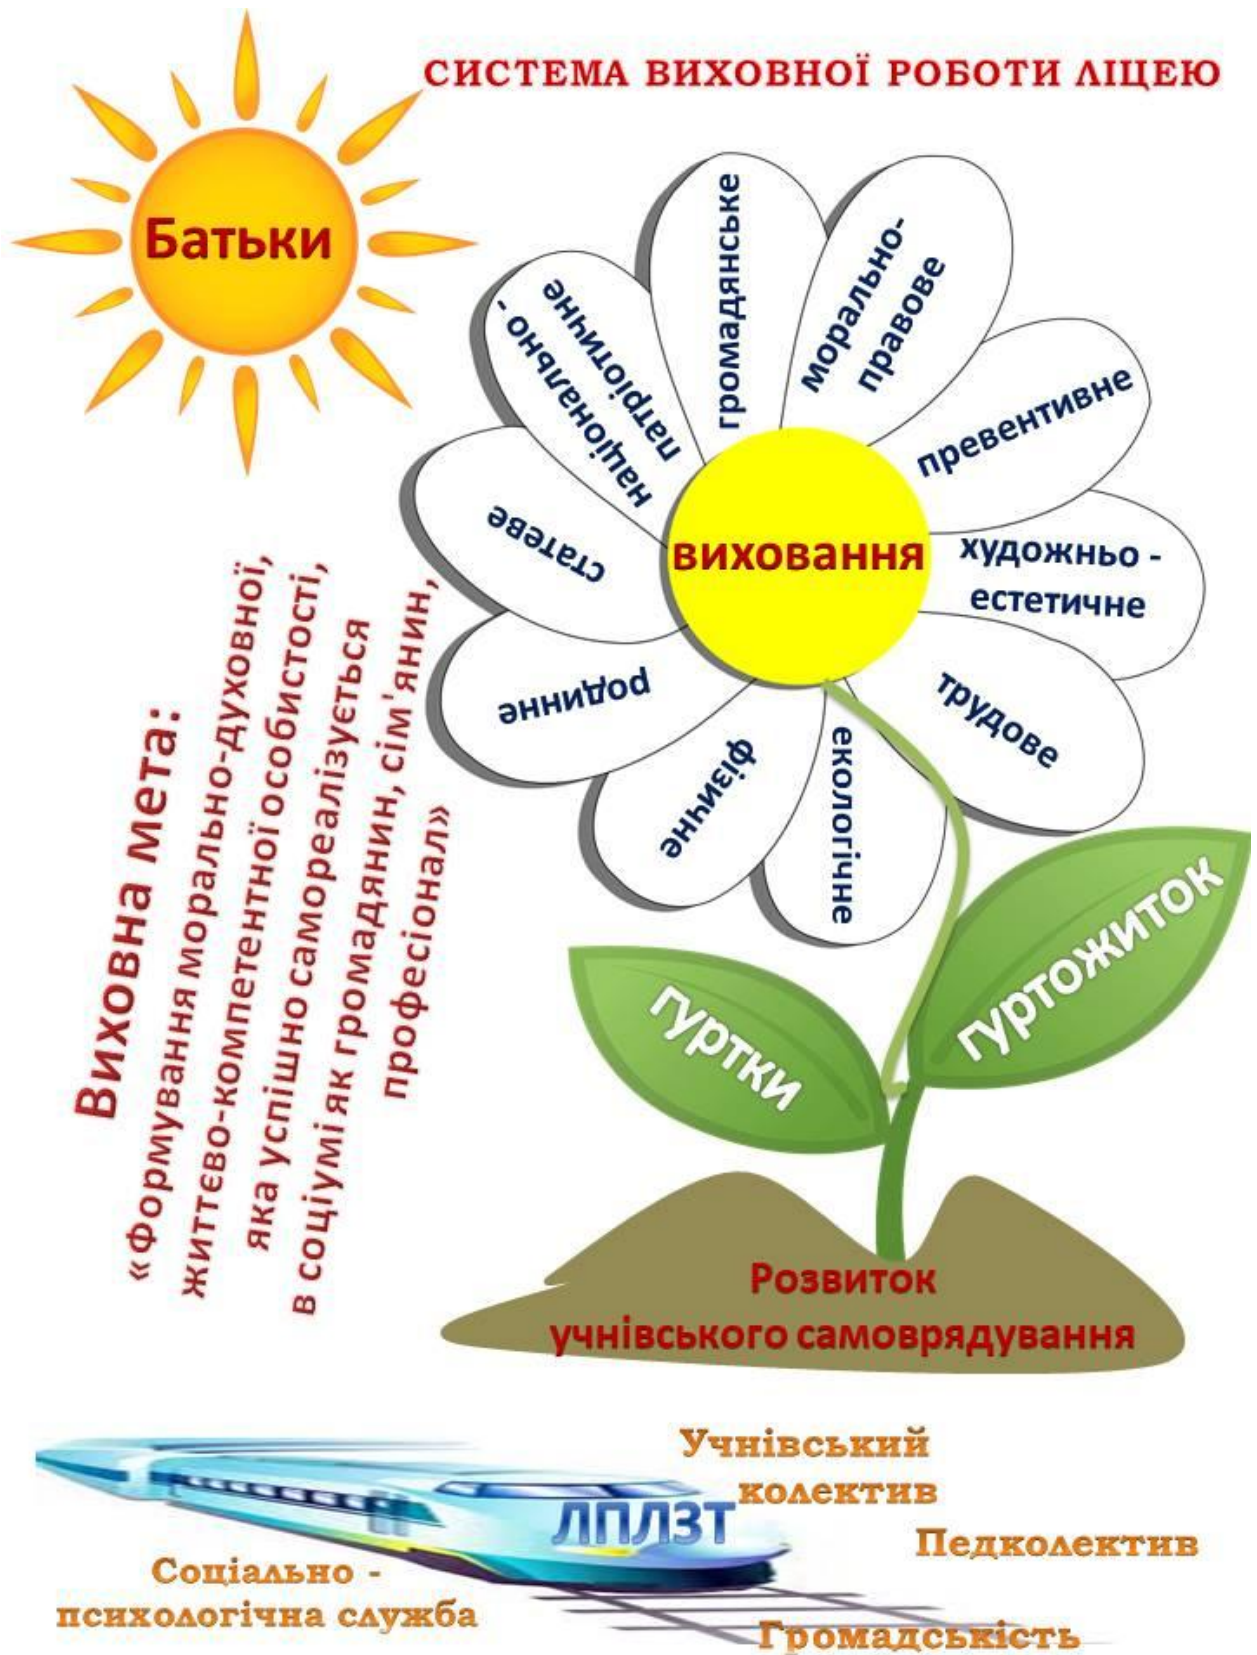 СИСТЕМА ВИХОВНОЇ РОБОТИ ЛІЦЕЮ
Батьки
громадянське
морально-
правове
превентивне
художньо -
естетичне
трудове
екологічне
фізичне
родинне
статеве
національно -
патріотичне
виховання
Виховна мета:
«Формування морально-духовної,
життєво-компетентної особистості,
яка успішно самореалізується
в соціумі як громадянин, сім'янин,
професіонал»
гуртки
гуртожиток
Розвиток
учнівського самоврядування
ЛПЛЗТ
Учнівський
колектив
Педколектив
Соціально -
психологічна служба
Громадськість